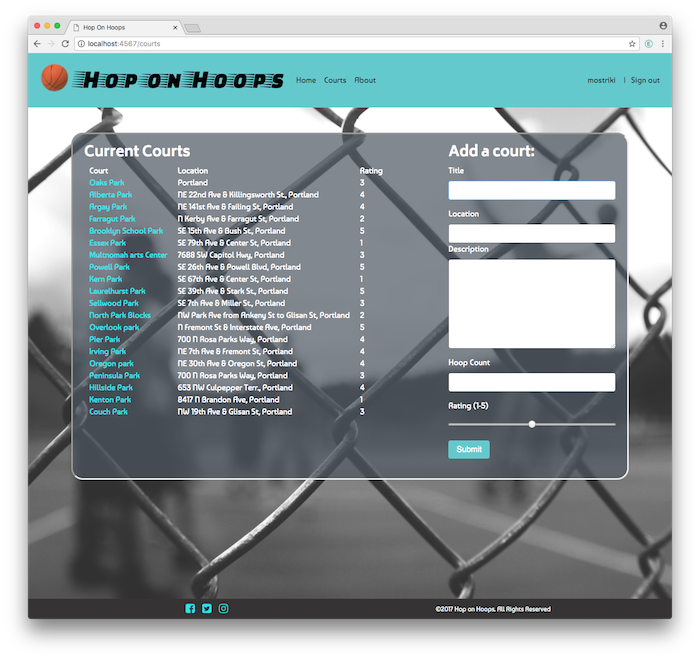 Hop On Hoops
localhost:4567/courts
Hop on Hoops Home Courts About mostriki | Sign out
Current Courts
Court Location Rating
Oaks Park Portland 3
Alberta Park NE 22nd Ave & Killingsworth St., Portland 4
Argay Park NE 141st Ave & Failing St, Portland 4
Farragut Park N Kerby Ave & Farragut St, Portland 2
Brooklyn School Park SE 15th Ave & Bush St., Portland 5
Essex Park SE 79th Ave & Center St, Portland 1
Multnomah arts Center 7688 SW Capitol Hwy, Portland 3
Powell Park SE 26th Ave & Powell Blvd, Portland 5
Kern Park SE 67th Ave & Center St, Portland 1
Laurelhurst Park SE 39th Ave & Stark St., Portland 5
Sellwood Park SE 7th Ave & Miller St., Portland 3
North Park Blocks NW Park Ave from Ankeny St to Glisan St, Portland 2
Overlook park N Fremont St & Interstate Ave, Portland 5
Pier Park 700 N Rosa Parks Way, Portland 4
Irving Park NE 7th Ave & Fremont St, Portland 4
Oregon park NE 30th Ave & Oregon St, Portland 4
Peninsula Park 700 N Rosa Parks Way, Portland 3
Hillside Park 653 NW Culpepper Terr., Portland 4
Kenton Park 8417 N Brandon Ave, Portland 1
Couch Park NW 19th Ave & Glisan St, Portland 3
Add a court:
Title
Location
Description
Hoop Count
Rating (1-5)
Submit
©2017 Hop on Hoops. All Rights Reserved